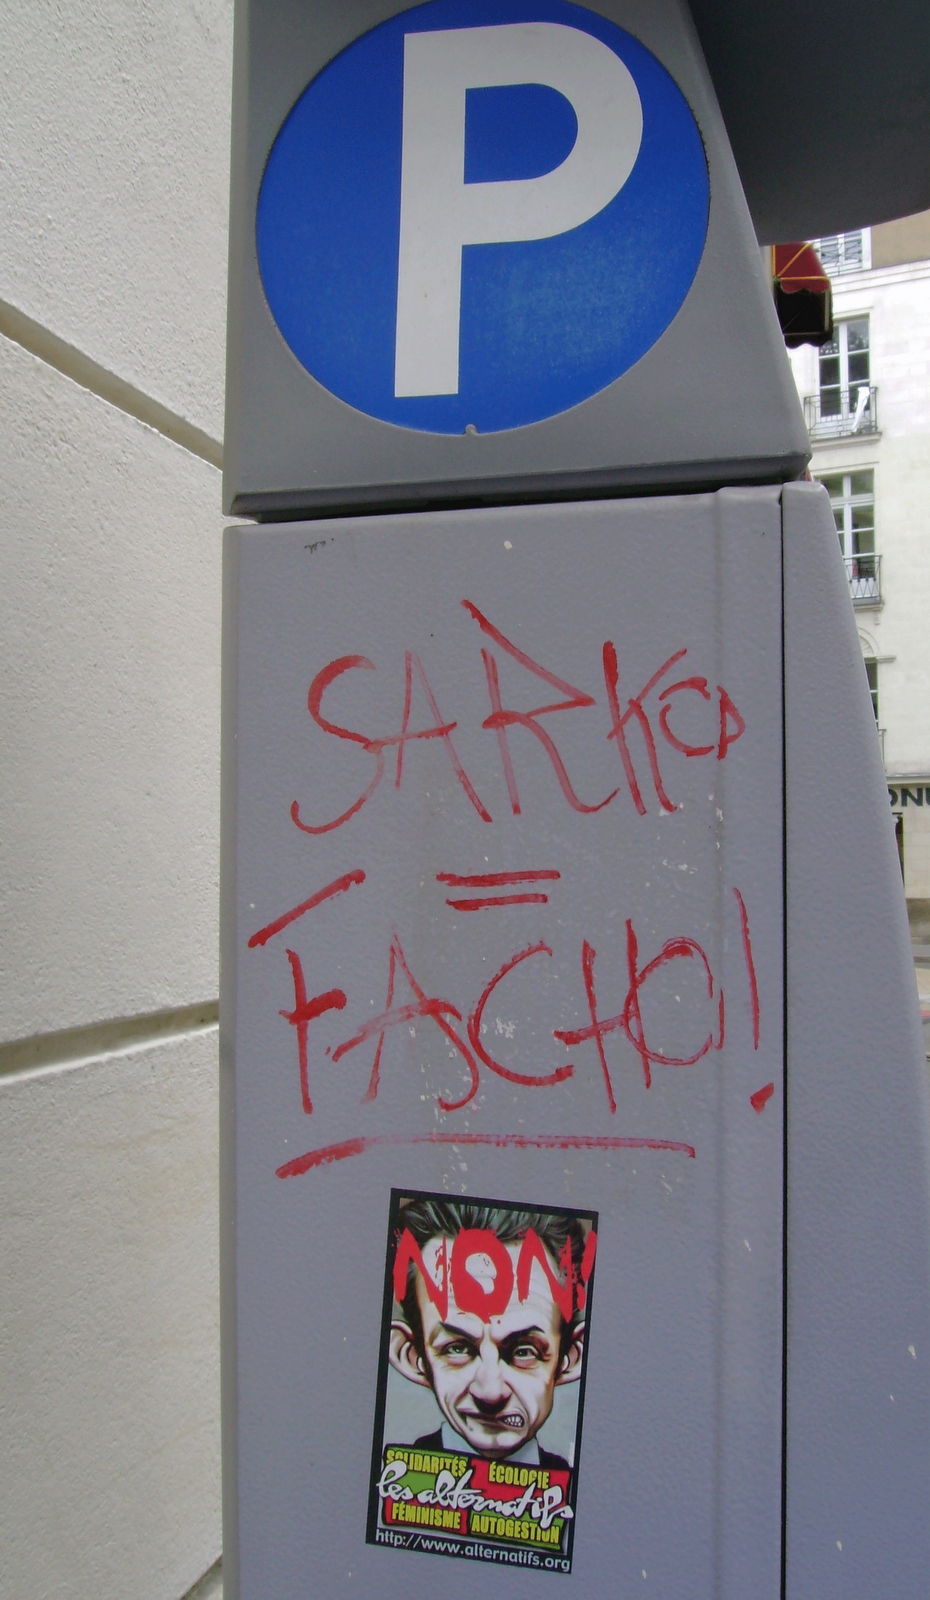 P
SARKO
=
FACHO!
NON!
SOLIDARITÉS ÉCOLOGIE
les alternatifs
FÉMINISME AUTOGESTION
http://www.alternatifs.org